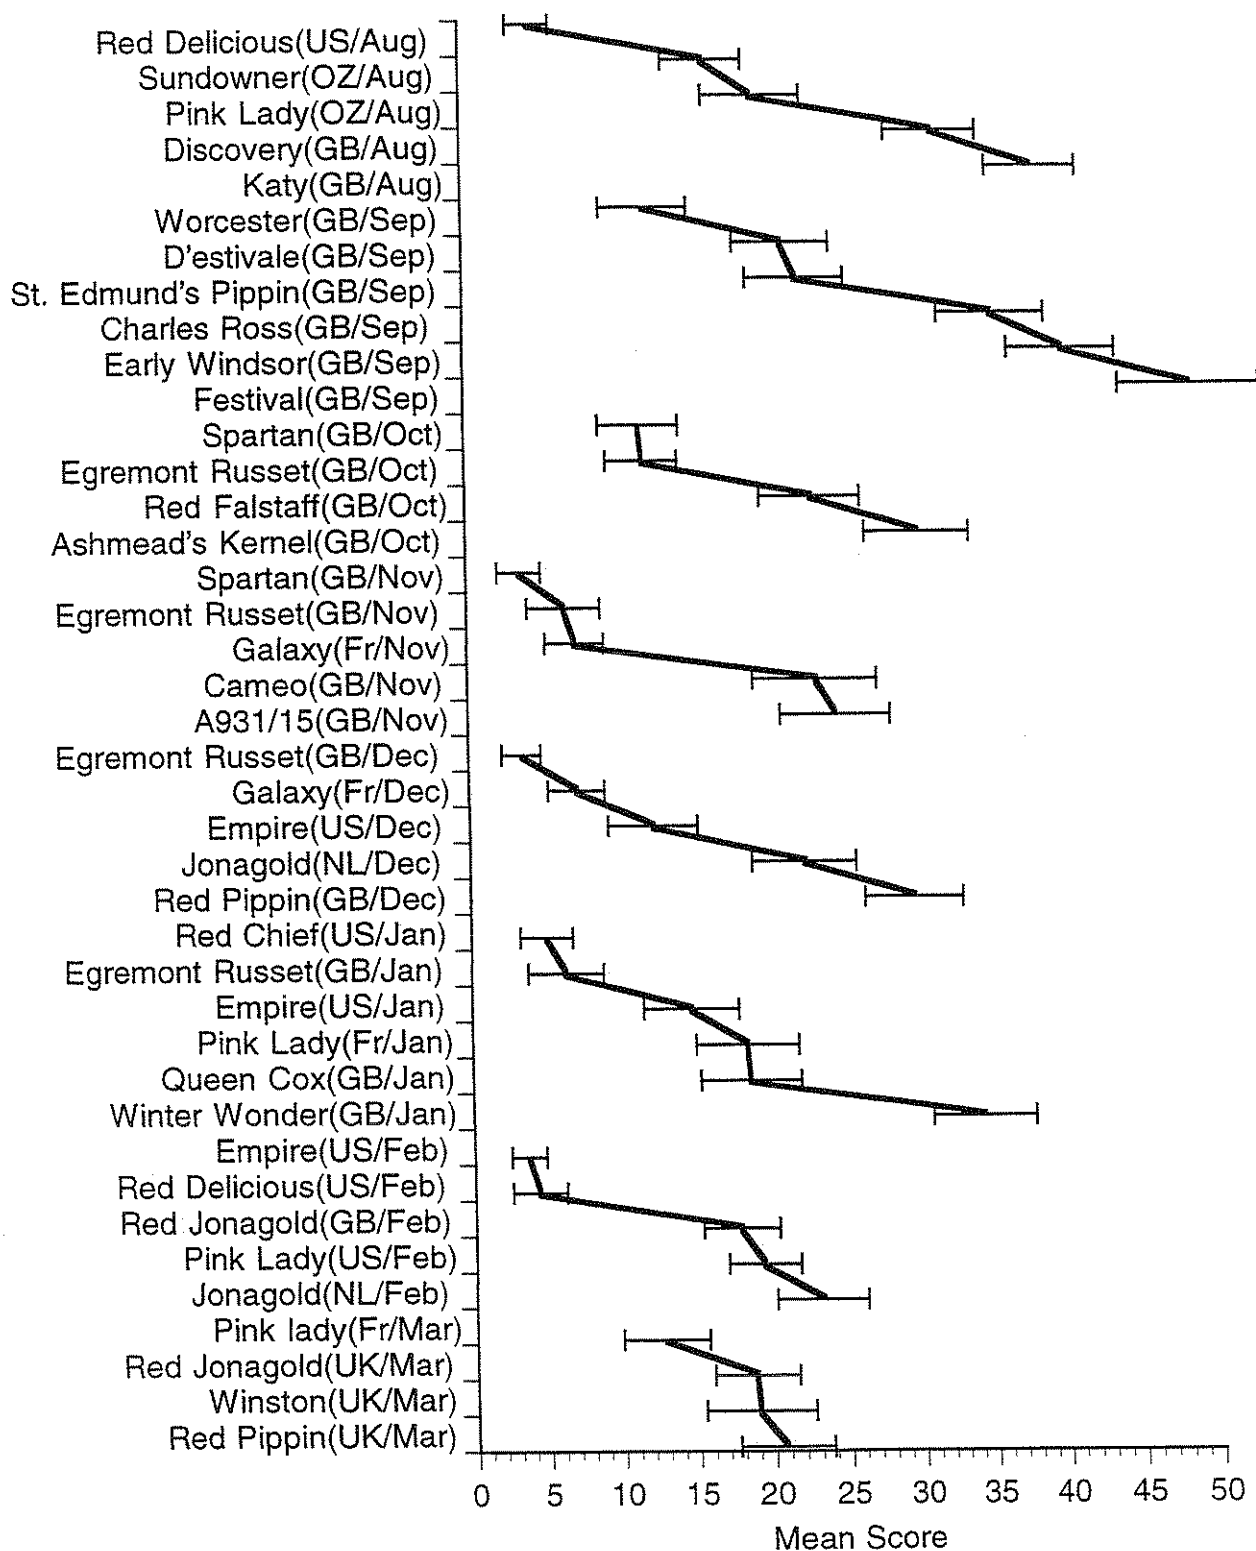 Red Delicious(US/Aug)
Sundowner(OZ/Aug)
Pink Lady(OZ/Aug)
Discovery(GB/Aug)
Katy(GB/Aug)
Worcester(GB/Sep)
D'estivale(GB/Sep)
St. Edmund's Pippin(GB/Sep)
Charles Ross(GB/Sep)
Early Windsor(GB/Sep)
Festival(GB/Sep)
Spartan(GB/Oct)
Egremont Russet(GB/Oct)
Red Falstaff(GB/Oct)
Ashmead's Kernel(GB/Oct)
Spartan(GB/Nov)
Egremont Russet(GB/Nov)
Galaxy(Fr/Nov)
Cameo(GB/Nov)
A931/15(GB/Nov)
Egremont Russet(GB/Dec)
Galaxy(Fr/Dec)
Empire(US/Dec)
Jonagold(NL/Dec)
Red Pippin(GB/Dec)
Red Chief(US/Jan)
Egremont Russet(GB/Jan)
Empire(US/Jan)
Pink Lady(Fr/Jan)
Queen Cox(GB/Jan)
Winter Wonder(GB/Jan)
Empire(US/Feb)
Red Delicious(US/Feb)
Red Jonagold(GB/Feb)
Pink Lady(US/Feb)
Jonagold(NL/Feb)
Pink lady(Fr/Mar)
Red Jonagold(UK/Mar)
Winston(UK/Mar)
Red Pippin(UK/Mar)
0 5 10 15 20 25 30 35 40 45 50
Mean Score